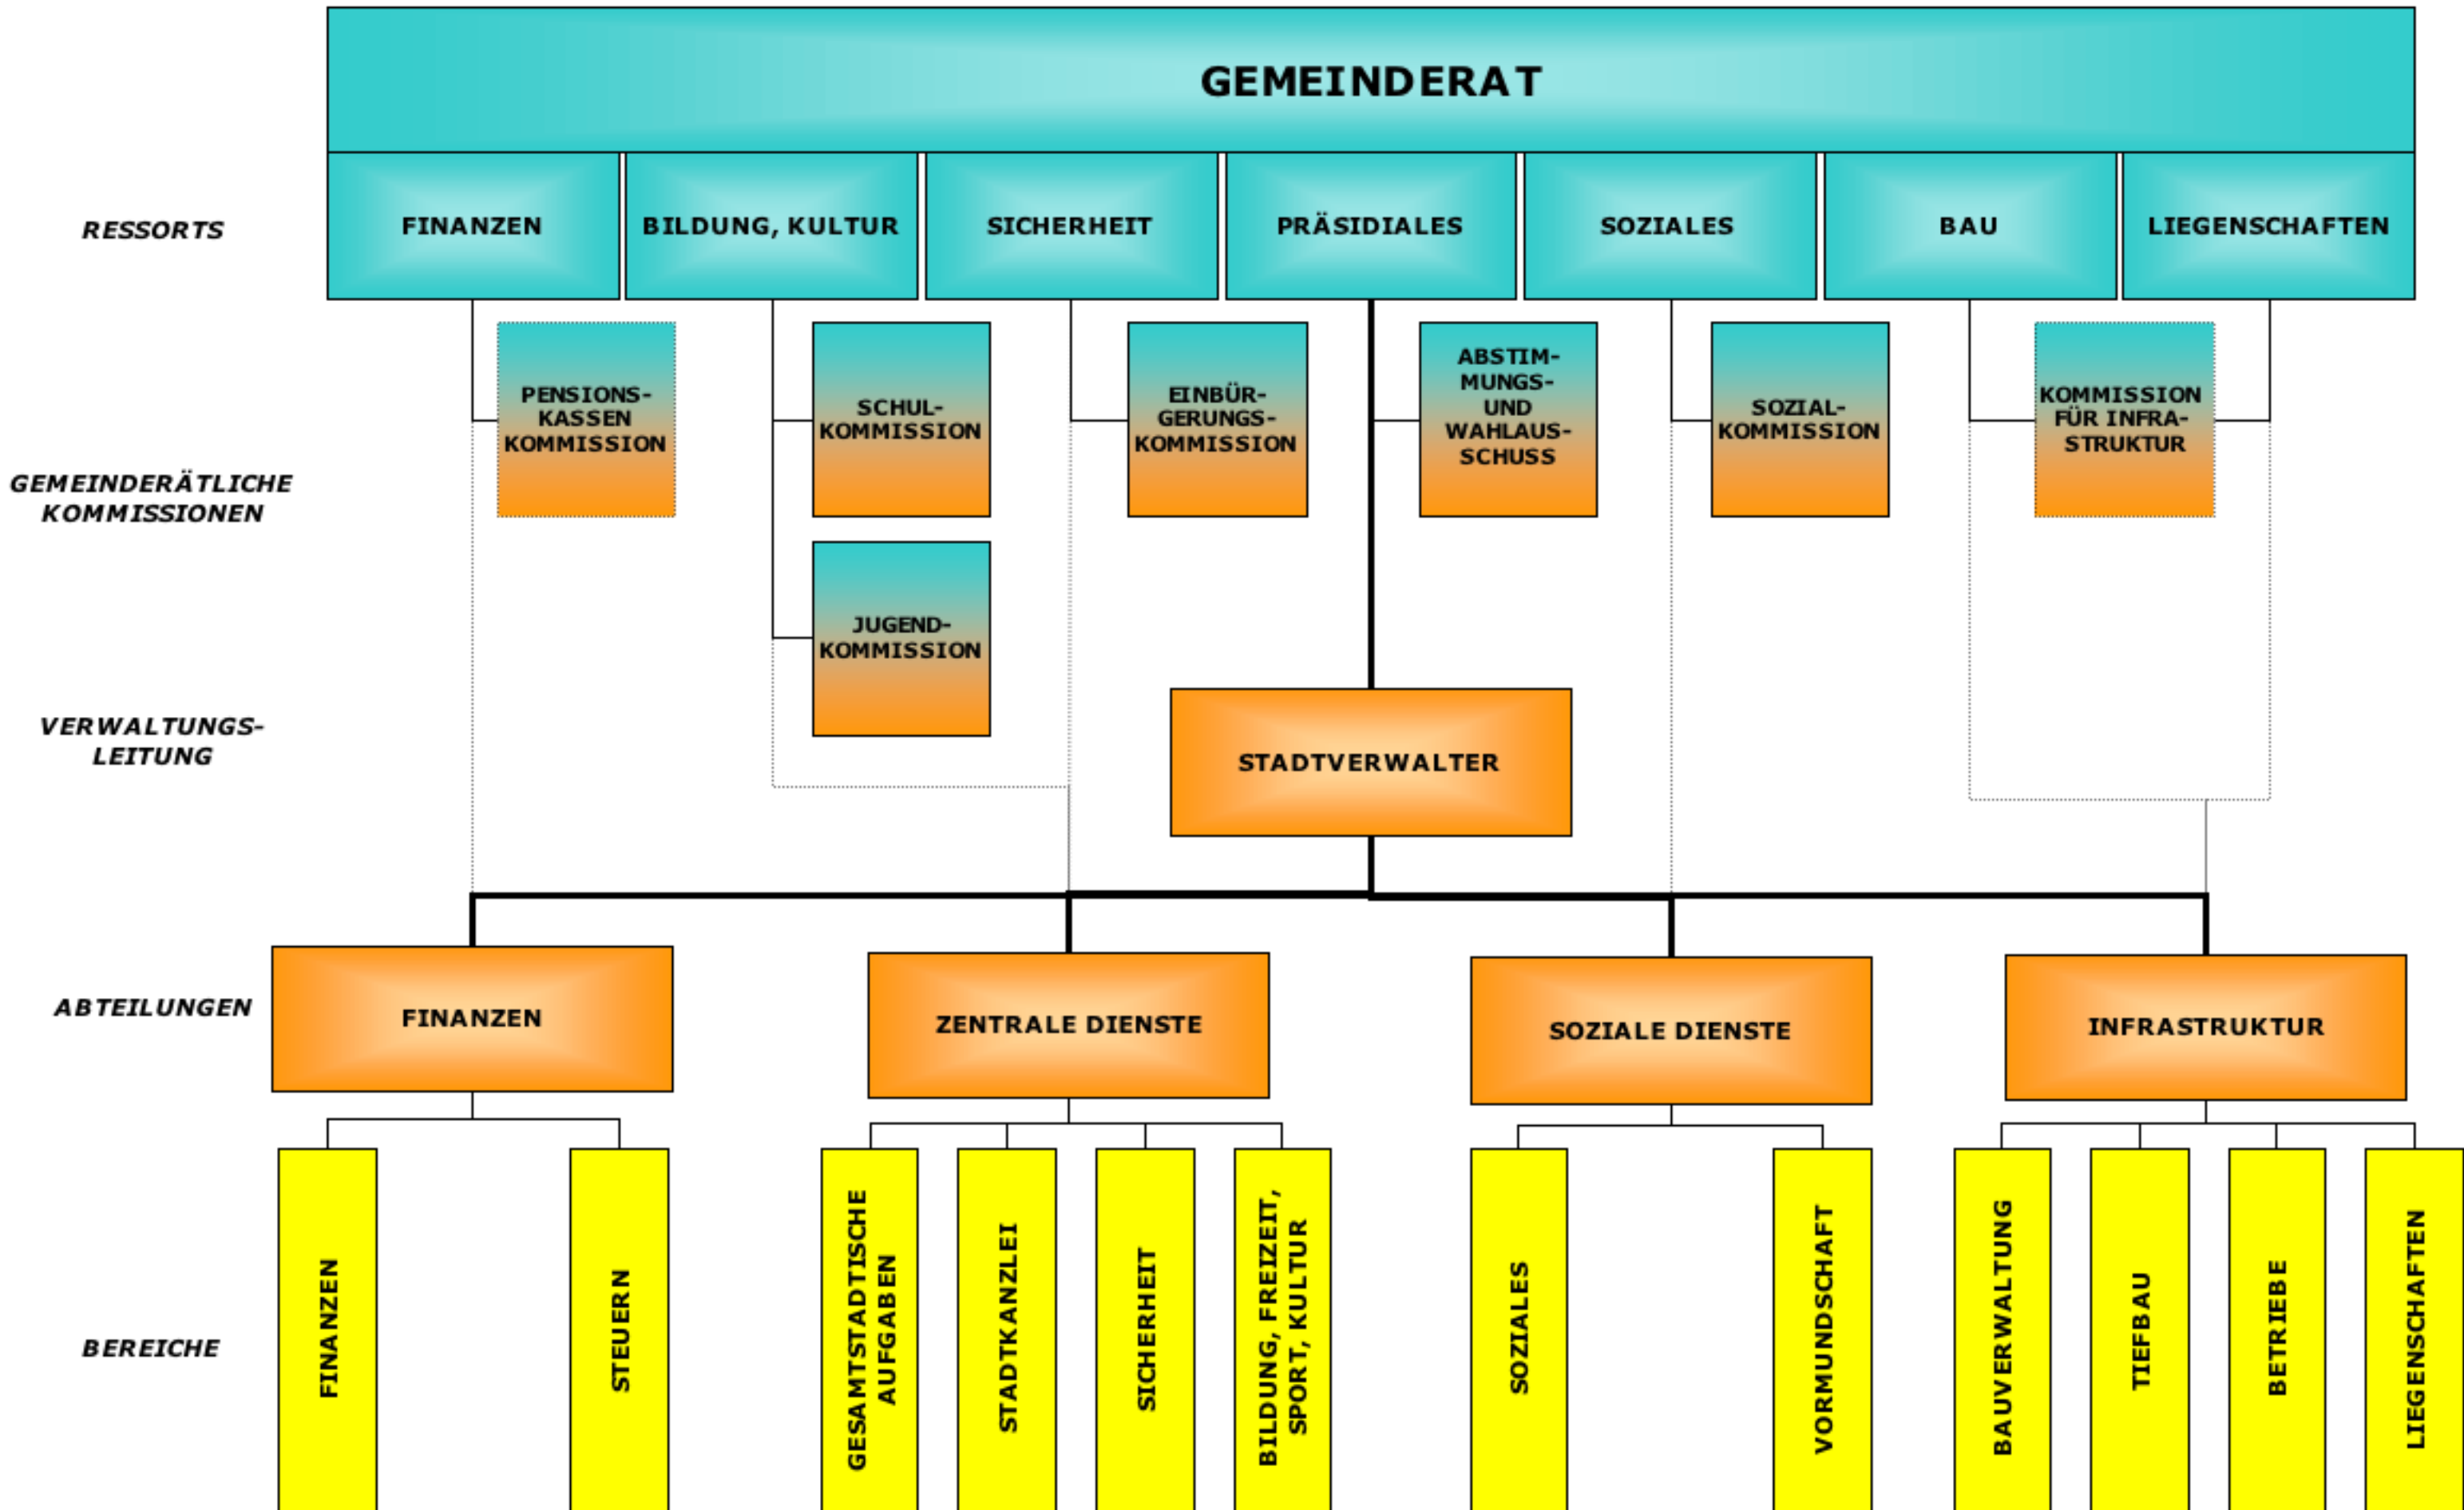 GEMEINDERAT
RESSORTS
FINANZEN
BILDUNG, KULTUR
SICHERHEIT
PRÄSIDIALES
SOZIALES
BAU
LIEGENSCHAFTEN
GEMEINDERÄTLICHE
KOMMISSIONEN
PENSIONS-
KASSEN
KOMMISSION
SCHUL-
KOMMISSION
EINBÜR-
GERUNGS-
KOMMISSION
ABSTIM-
MUNGS-
UND
WAHLAUS-
SCHUSS
SOZIAL-
KOMMISSION
KOMMISSION
FÜR INFRA-
STRUKTUR
JUGEND-
KOMMISSION
VERWALTUNGS-
LEITUNG
STADTVERWALTER
ABTEILUNGEN
FINANZEN
ZENTRALE DIENSTE
SOZIALE DIENSTE
INFRASTRUKTUR
BEREICHE
FINANZEN
STEUERN
GESAMTSTADTISCHE
AUFGABEN
STADTKANZLEI
SICHERHEIT
BILDUNG, FREIZEIT,
SPORT, KULTUR
SOZIALES
VORMUNDSCHAFT
BAUVERWALTUNG
TIEFBAU
BETRIEBE
LIEGENSCHAFTEN